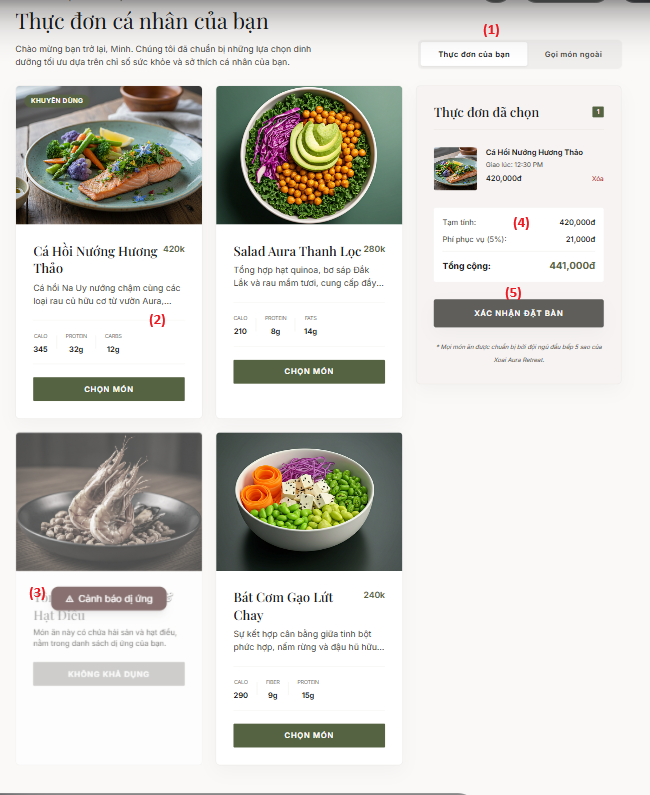 Thực đơn cá nhân của bạn
Chào mừng bạn trở lại, Minh. Chúng tôi đã chuẩn bị những lựa chọn dinh
dưỡng tối ưu dựa trên chỉ số sức khỏe và sở thích cá nhân của bạn.
(1)
Thực đơn của bạn
Gọi món ngoài
KHUYÊN DÙNG
Cá Hồi Nướng Hương
Thảo
420k
Cá hồi Na Uy nướng chậm cùng các
loại rau củ hữu cơ từ vườn Aura,...
(2)
CALO PROTEIN CARBS
345 32g 12g
CHỌN MÓN
Salad Aura Thanh Lọc 280k
Tổng hợp hạt quinoa, bơ sáp Đắk
Lắk và rau mầm tươi, cung cấp đầy...
CALO PROTEIN FATS
210 8g 14g
CHỌN MÓN
Thực đơn đã chọn 1
Cá Hồi Nướng Hương Thảo
Giao lúc: 12:30 PM
420,000đ Xóa
(4)
Tạm tính: 420,000đ
Phí phục vụ (5%): 21,000đ
Tổng cộng: 441,000đ
(5)
XÁC NHẬN ĐẶT BÀN
* Mọi món ăn được chuẩn bị bởi đội ngũ đầu bếp 5 sao của
Xoai Aura Retreat.
(3)
⚠ Cảnh báo dị ứng
&
Hạt Điều
Món ăn này có chứa hải sản và hạt điều,
nằm trong danh sách dị ứng của bạn.
KHÔNG KHẢ DỤNG
Bát Cơm Gạo Lứt
Chay
240k
Sự kết hợp cân bằng giữa tinh bột
phức hợp, nấm rừng và đậu hũ hữu...
CALO FIBER PROTEIN
290 9g 15g
CHỌN MÓN